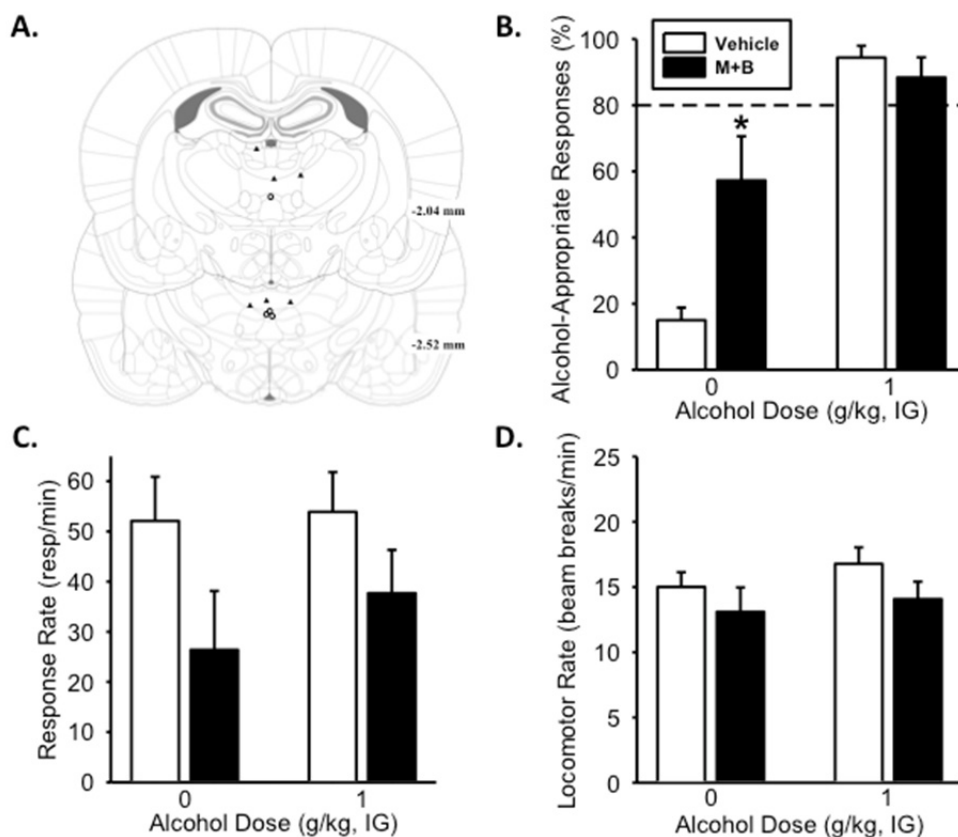 A.
-2.04 mm
-2.52 mm
B.
Alcohol-Appropriate Responses (%)
100
80
60
40
20
0
Vehicle
M+B
*
0
1
Alcohol Dose (g/kg, IG)
C.
Response Rate (resp/min)
60
50
40
30
20
10
0
0
1
Alcohol Dose (g/kg, IG)
D.
Locomotor Rate (beam breaks/min)
25
20
15
10
5
0
0
1
Alcohol Dose (g/kg, IG)